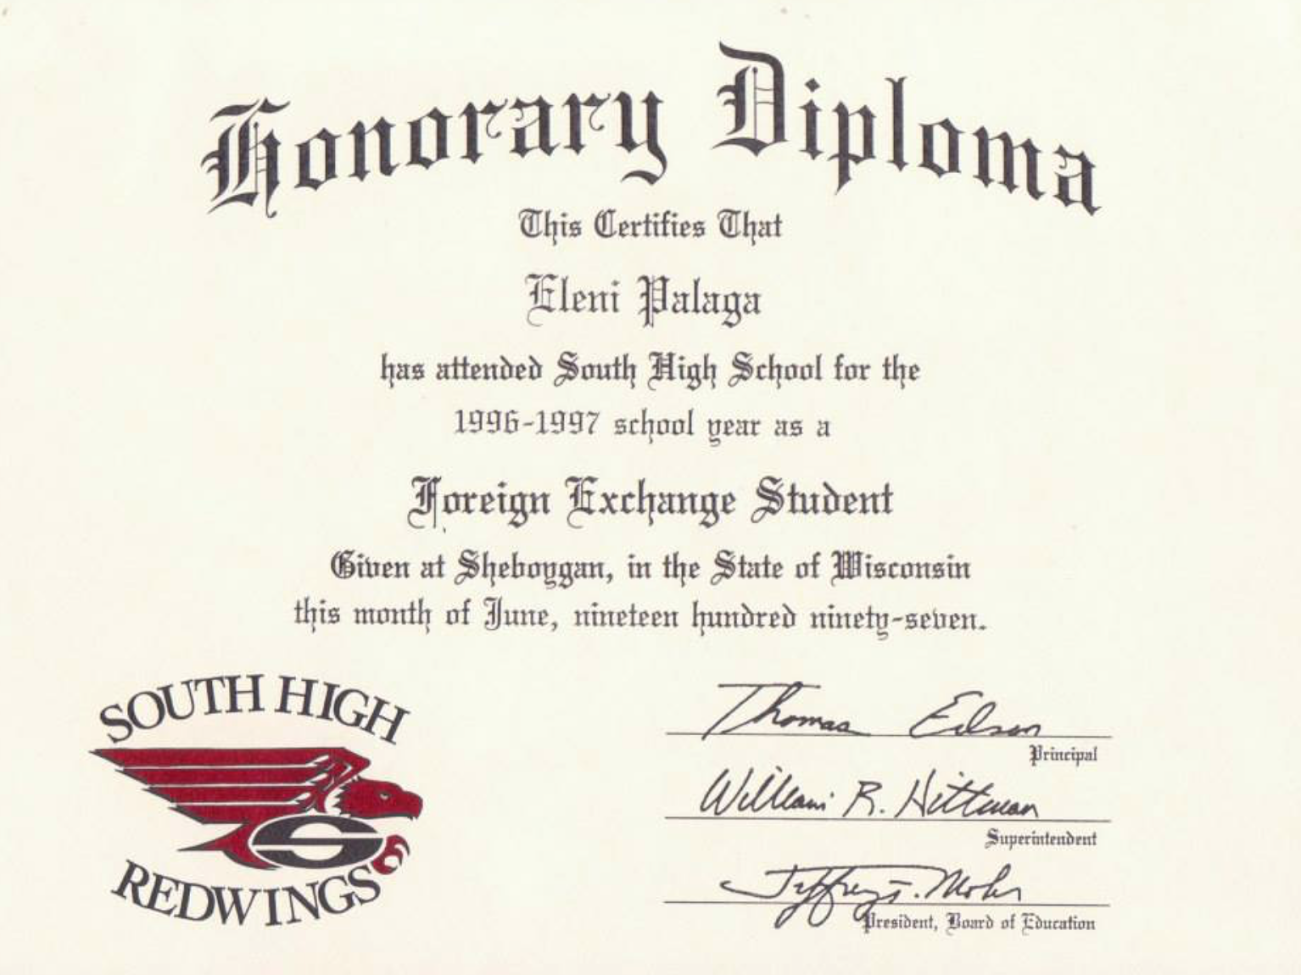 Honorary Diploma
This Certifies That
Eleni Palaga
has attended South High School for the
1996-1997 school year as a
Foreign Exchange Student
Given at Sheboygan, in the State of Wisconsin
this month of June, nineteen hundred ninety-seven.
SOUTH HIGH
S
REDWINGS
Thomas Edson
Principal
William R. Hittman
Superintendent
Jeffrey J. Mohr
President, Board of Education